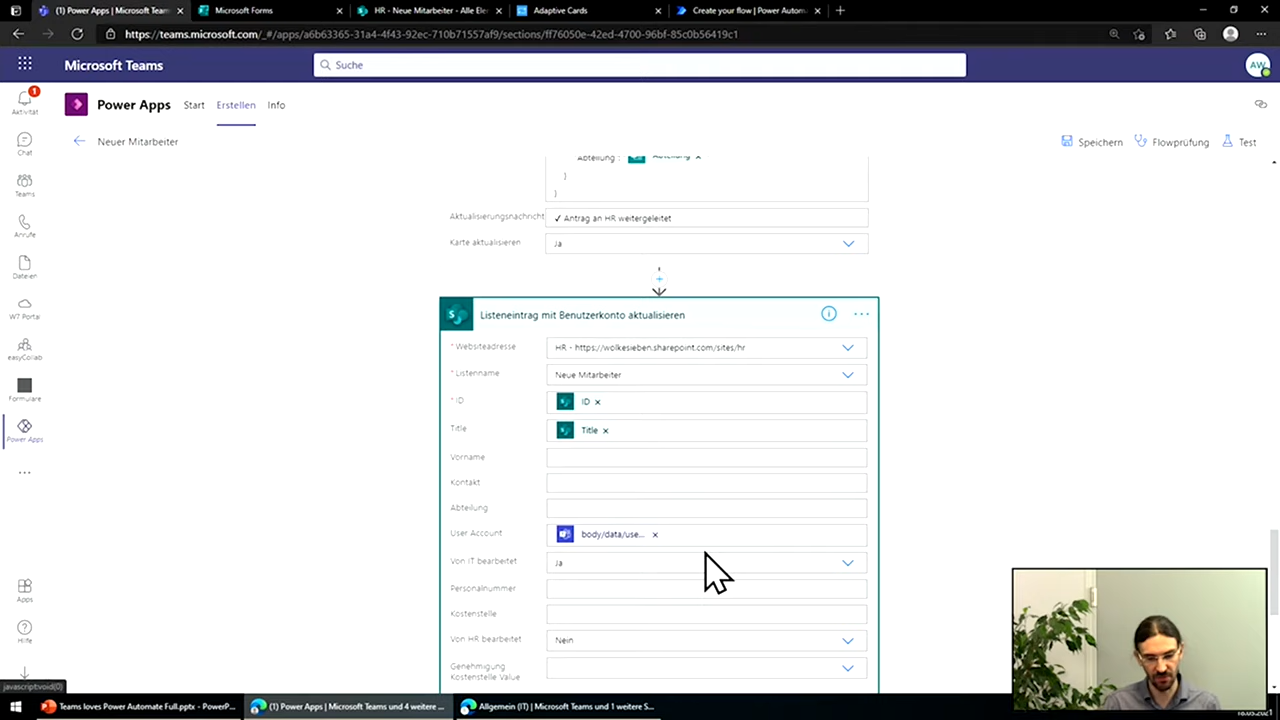 (1) Power Apps | Microsoft Teams
Microsoft Forms
HR - Neue Mitarbeiter - Alle Ele
Adaptive Cards
Create your flow | Power Autom
https://teams.microsoft.com/_#/apps/a6b63365-31a4-4f43-92ec-710b71557af9/sections/ff76050e-42ed-4700-96bf-85c0b56419c1
Microsoft Teams
Suche
AW
1
Aktivität
Chat
Teams
Anrufe
Dateien
W7 Portal
easyCollab
Formulare
Power Apps
Apps
Hilfe
Power Apps
Start
Erstellen
Info
Neuer Mitarbeiter
Speichern
Flowprüfung
Test
Abteilung :
Abteilung ×
}
}
Aktualisierungsnachricht
✓ Antrag an HR weitergeleitet
Karte aktualisieren
Ja
Listeneintrag mit Benutzerkonto aktualisieren
* Websiteadresse
HR - https://wolkesieben.sharepoint.com/sites/hr
* Listenname
Neue Mitarbeiter
* ID
ID ×
Title
Title ×
Vorname
Kontakt
Abteilung
User Account
body/data/use... ×
Von IT bearbeitet
Ja
Personalnummer
Kostenstelle
Von HR bearbeitet
Nein
Genehmigung
Kostenstelle Value
javascript:void(0)
Teams loves Power Automate Full.pptx - PowerP...
(1) Power Apps | Microsoft Teams und 4 weitere ...
Allgemein (IT) | Microsoft Teams und 1 weitere S...